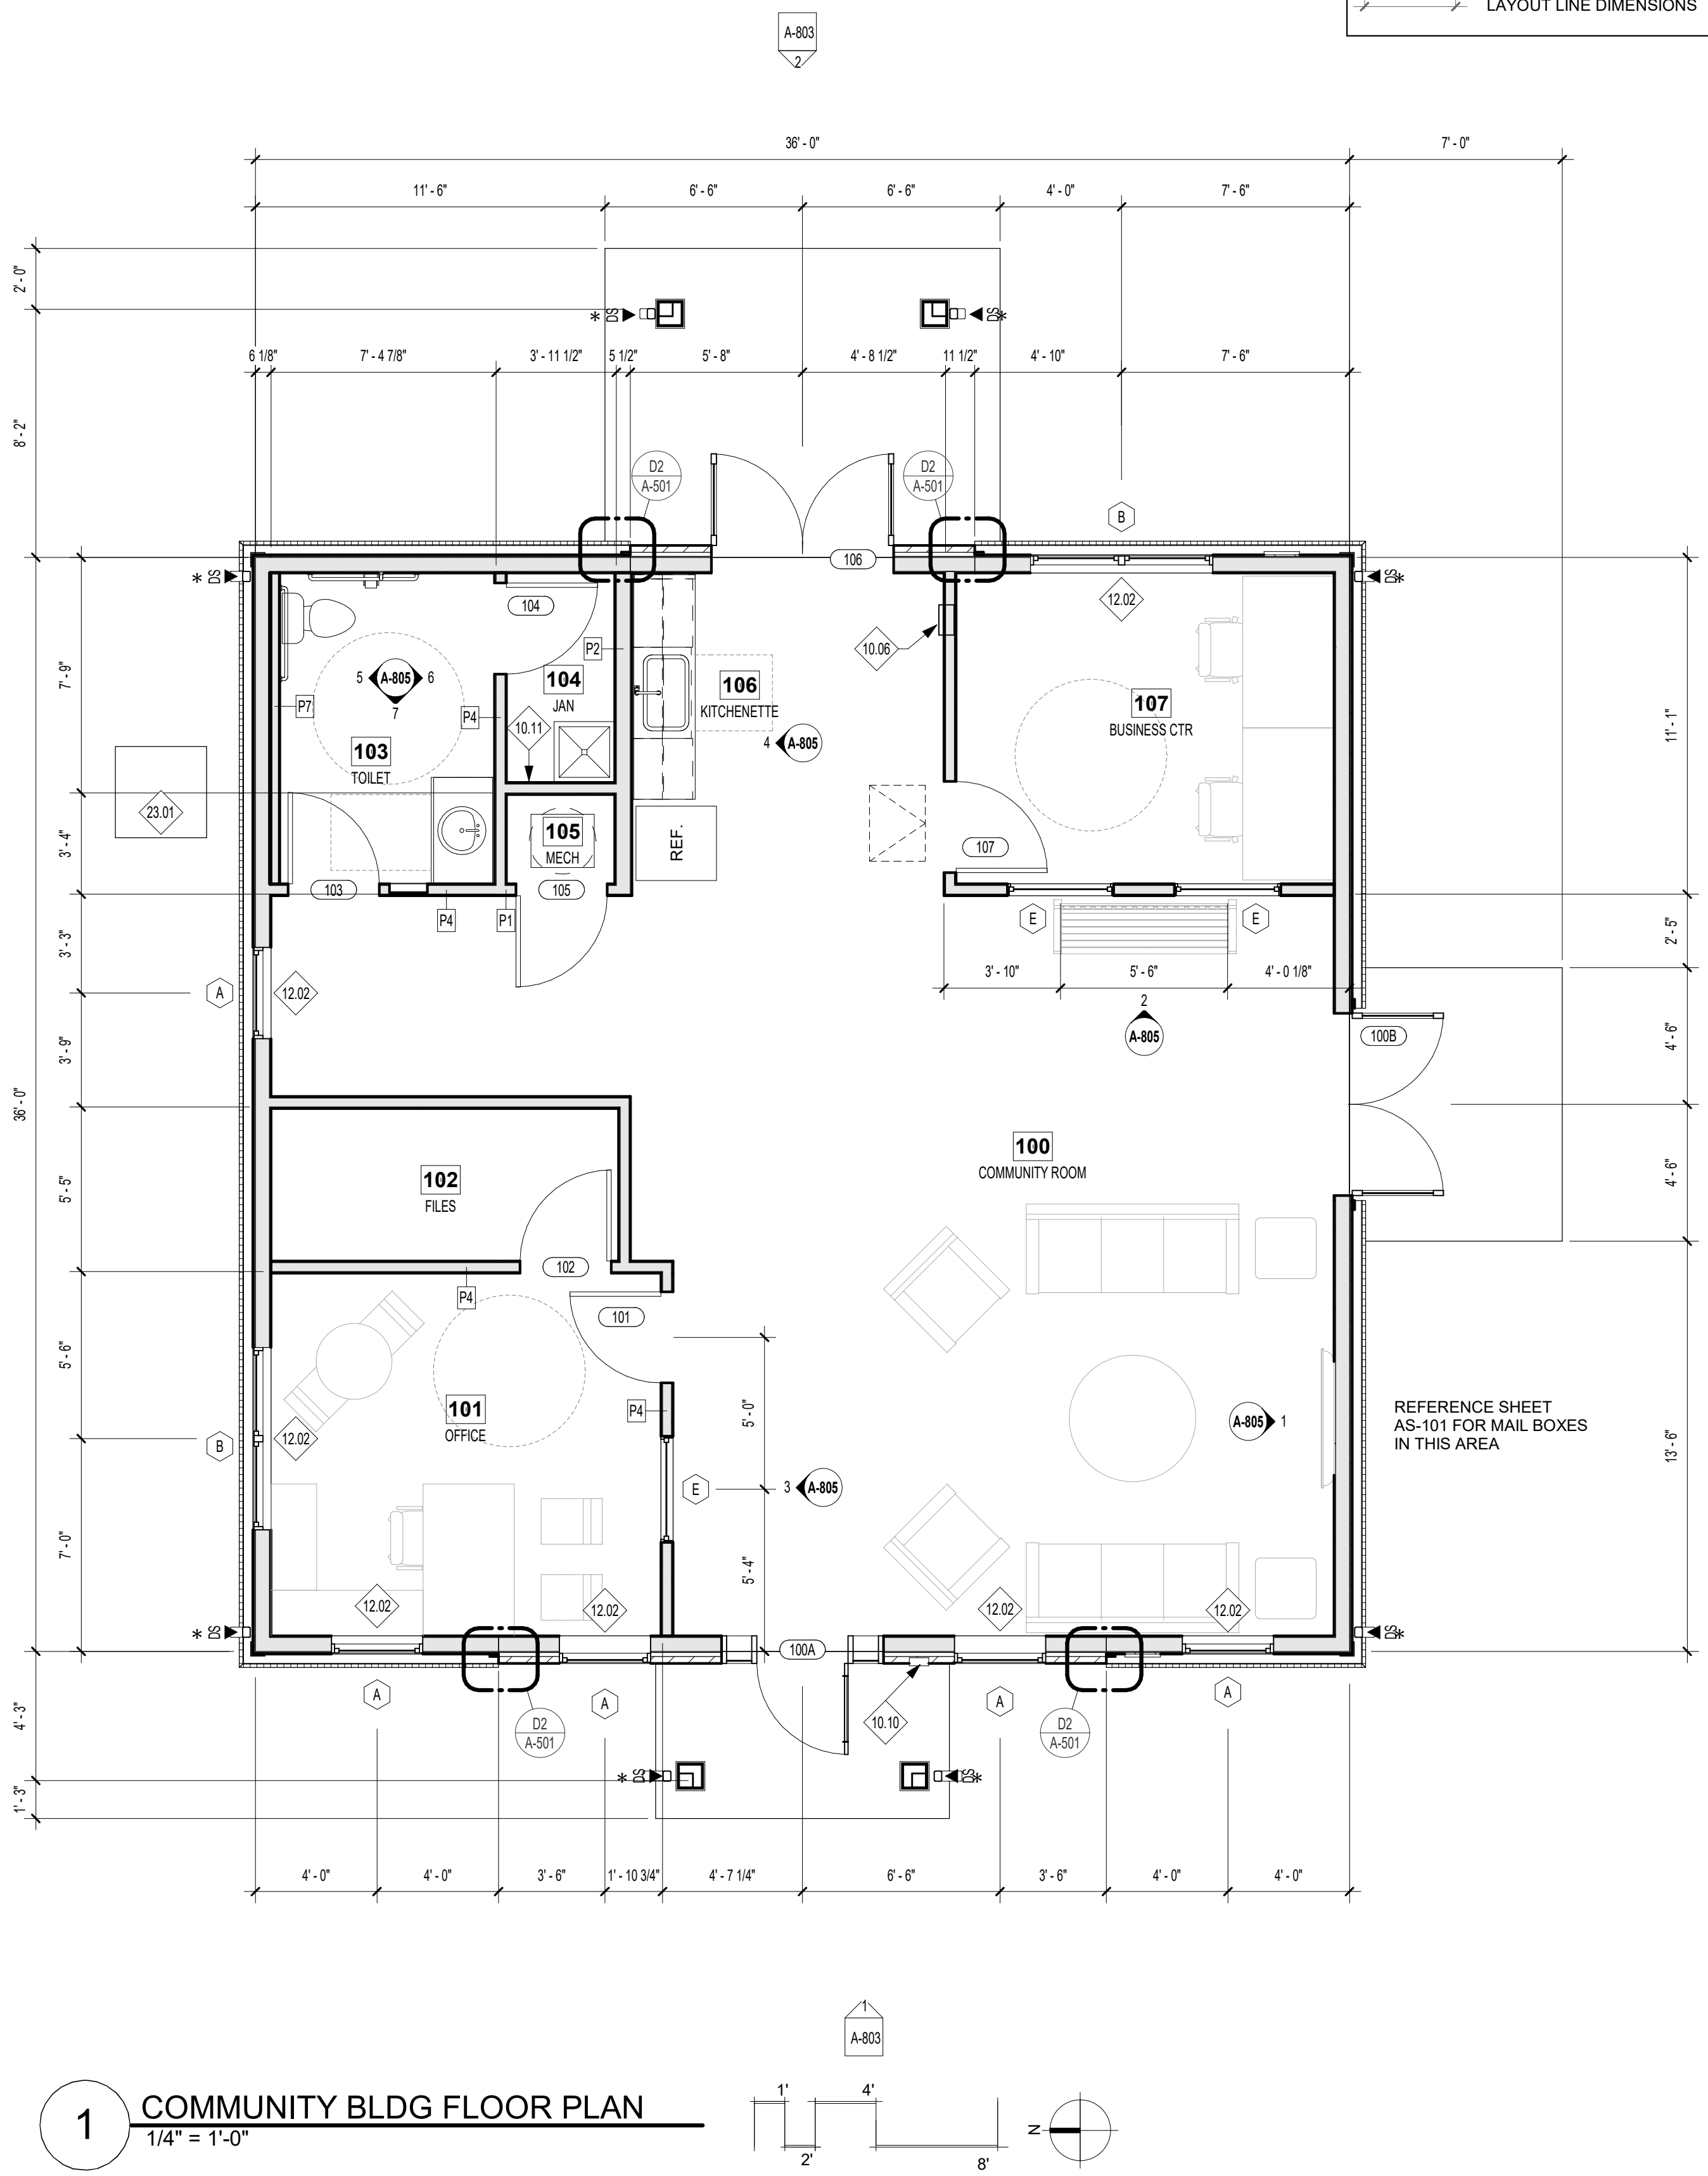 LAYOUT LINE DIMENSIONS
A-803
2
36' - 0"
7' - 0"
11' - 6"
6' - 6"
6' - 6"
4' - 0"
7' - 6"
2' - 0"
8' - 2"
* DS
DS *
6 1/8"
7' - 4 7/8"
3' - 11 1/2"
5 1/2"
5' - 8"
4' - 8 1/2"
11 1/2"
4' - 10"
7' - 6"
D2
A-501
D2
A-501
B
106
* DS
DS *
104
12.02
10.06
P2
5 A-805 6
7
104
JAN
106
KITCHENETTE
107
BUSINESS CTR
P7
P4
10.11
4 A-805
103
TOILET
7' - 9"
11' - 1"
23.01
3' - 4"
105
MECH
REF.
107
103
105
P4
P1
E
E
3' - 3"
2' - 5"
3' - 10"
5' - 6"
4' - 0 1/8"
A
12.02
2
A-805
100B
4' - 6"
3' - 9"
36' - 0"
100
COMMUNITY ROOM
102
FILES
5' - 5"
4' - 6"
102
P4
101
5' - 6"
101
OFFICE
P4
5' - 0"
A-805 1
REFERENCE SHEET
AS-101 FOR MAIL BOXES
IN THIS AREA
13' - 6"
B
12.02
E
3 A-805
7' - 0"
5' - 4"
12.02
12.02
12.02
12.02
* DS
DS *
100A
A
A
A
A
D2
A-501
10.10
D2
A-501
4' - 3"
* DS
DS *
1' - 3"
4' - 0"
4' - 0"
3' - 6"
1' - 10 3/4"
4' - 7 1/4"
6' - 6"
3' - 6"
4' - 0"
4' - 0"
1
A-803
1
COMMUNITY BLDG FLOOR PLAN
1/4" = 1'-0"
1'
4'
2'
8'
N